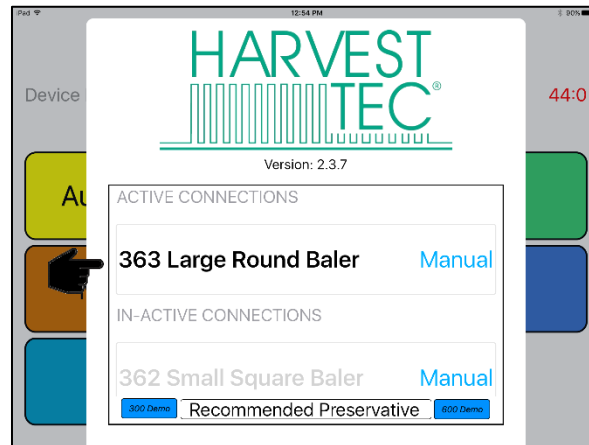 iPad 12:54 PM 90%
HARVEST
TEC®
Device 44:0
Version: 2.3.7
Au
ACTIVE CONNECTIONS
363 Large Round Baler Manual
IN-ACTIVE CONNECTIONS
362 Small Square Baler Manual
300 Demo Recommended Preservative 600 Demo